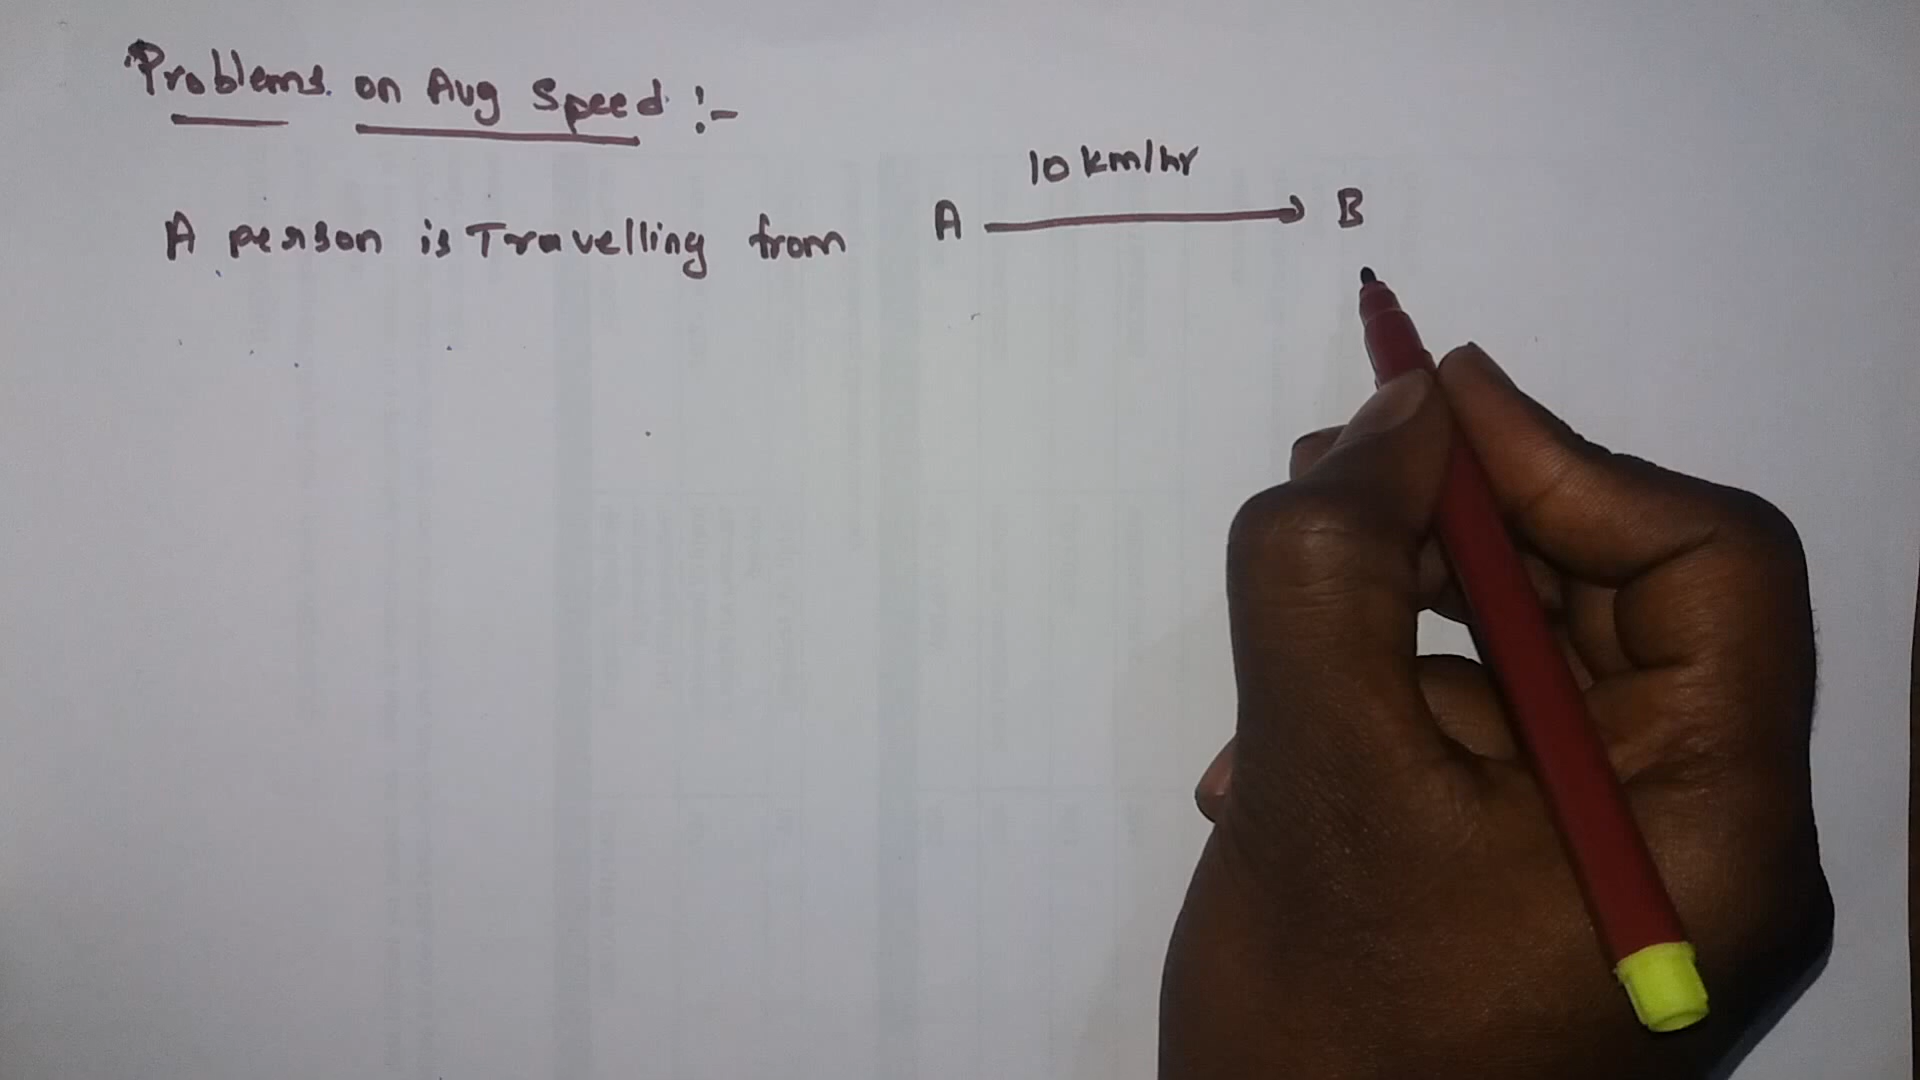 Problems on Avg Speed :-
10 km/hr
A person is Travelling from A B